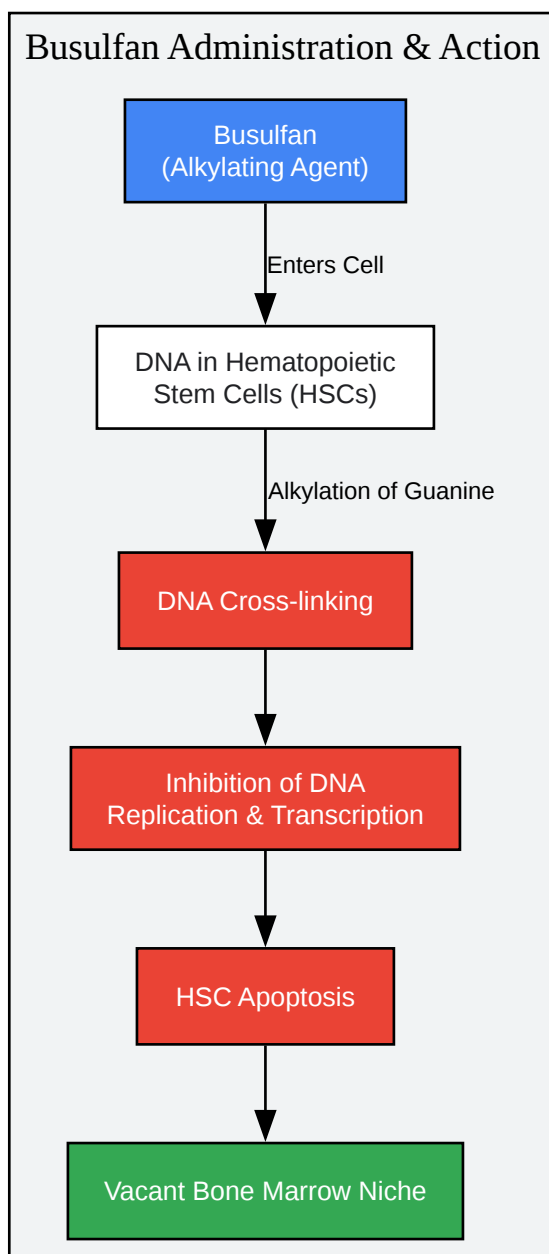 Busulfan Administration & Action
Busulfan
(Alkylating Agent)
Enters Cell
DNA in Hematopoietic
Stem Cells (HSCs)
Alkylation of Guanine
DNA Cross-linking
Inhibition of DNA
Replication & Transcription
HSC Apoptosis
Vacant Bone Marrow Niche